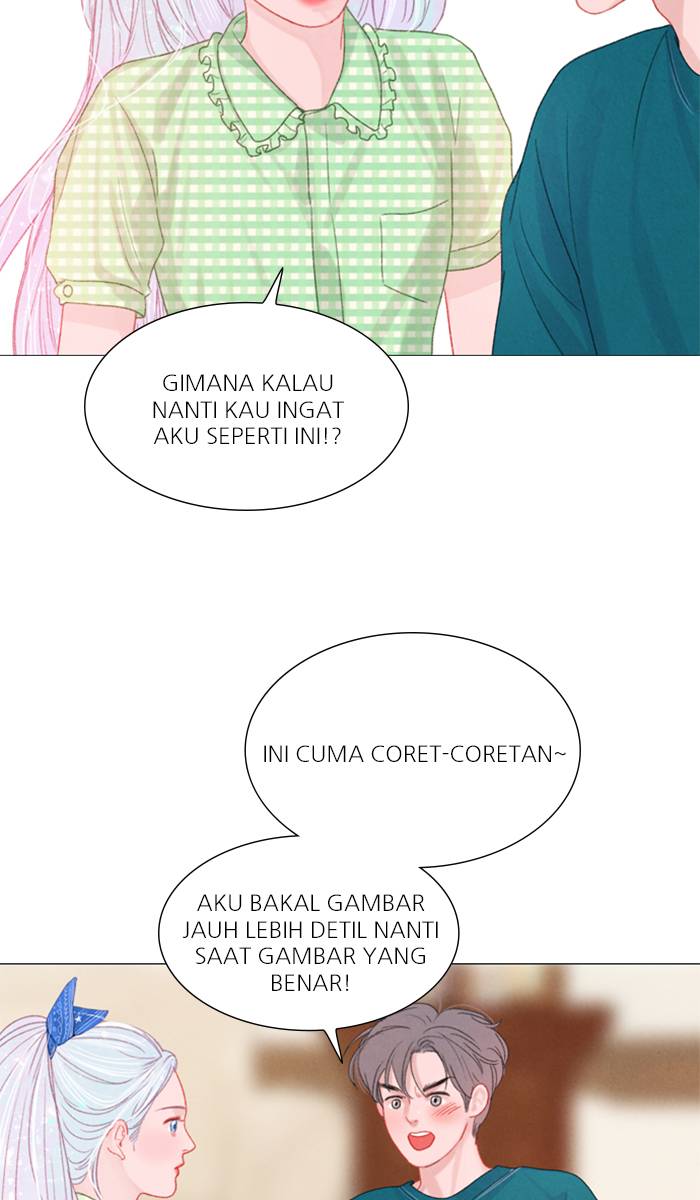 GIMANA KALAU
NANTI KAU INGAT
AKU SEPERTI INI!?
INI CUMA CORET-CORETAN~
AKU BAKAL GAMBAR
JAUH LEBIH DETIL NANTI
SAAT GAMBAR YANG
BENAR!